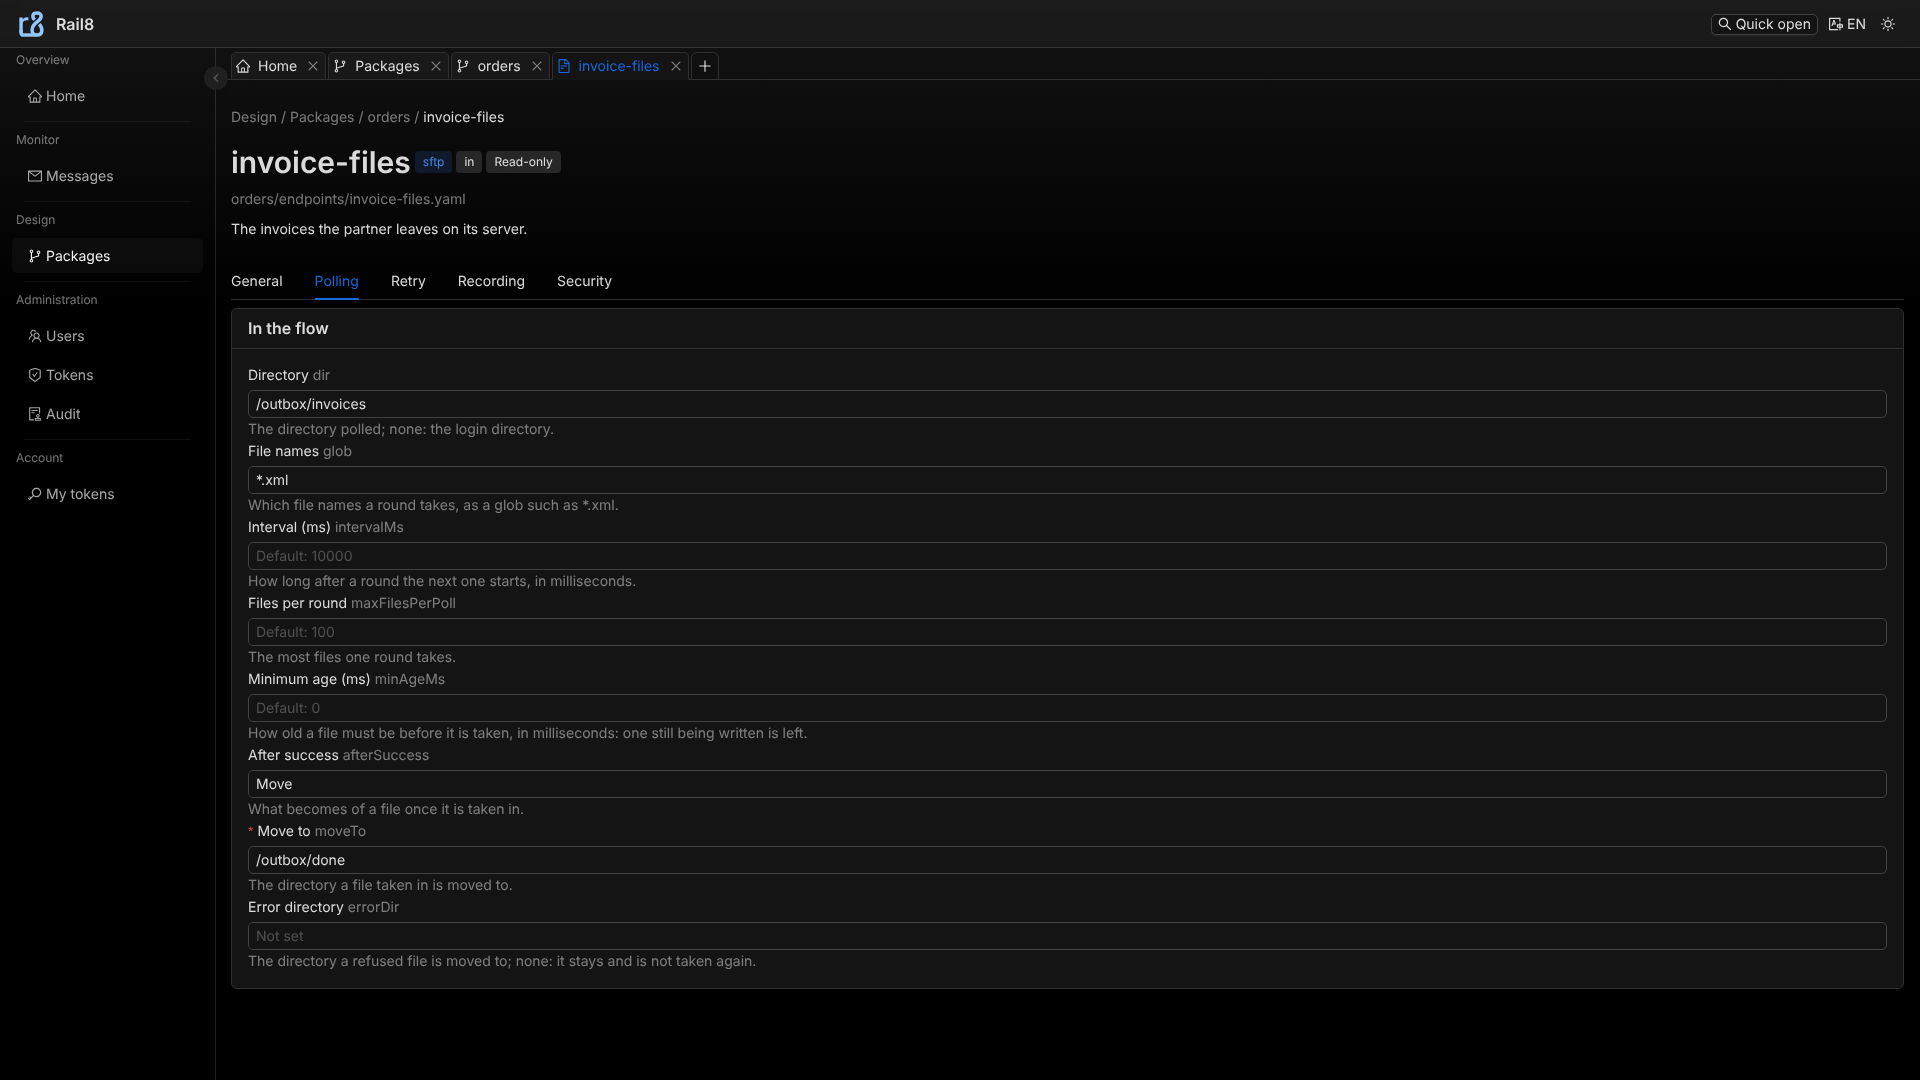 Rail8
Quick open
EN
Overview
Home
Monitor
Messages
Design
Packages
Administration
Users
Tokens
Audit
Account
My tokens
Home
Packages
orders
invoice-files
Design / Packages / orders / invoice-files
invoice-files sftp in Read-only
orders/endpoints/invoice-files.yaml
The invoices the partner leaves on its server.
General Polling Retry Recording Security
In the flow
Directory dir
/outbox/invoices
The directory polled; none: the login directory.
File names glob
*.xml
Which file names a round takes, as a glob such as *.xml.
Interval (ms) intervalMs
Default: 10000
How long after a round the next one starts, in milliseconds.
Files per round maxFilesPerPoll
Default: 100
The most files one round takes.
Minimum age (ms) minAgeMs
Default: 0
How old a file must be before it is taken, in milliseconds: one still being written is left.
After success afterSuccess
Move
What becomes of a file once it is taken in.
* Move to moveTo
/outbox/done
The directory a file taken in is moved to.
Error directory errorDir
Not set
The directory a refused file is moved to; none: it stays and is not taken again.